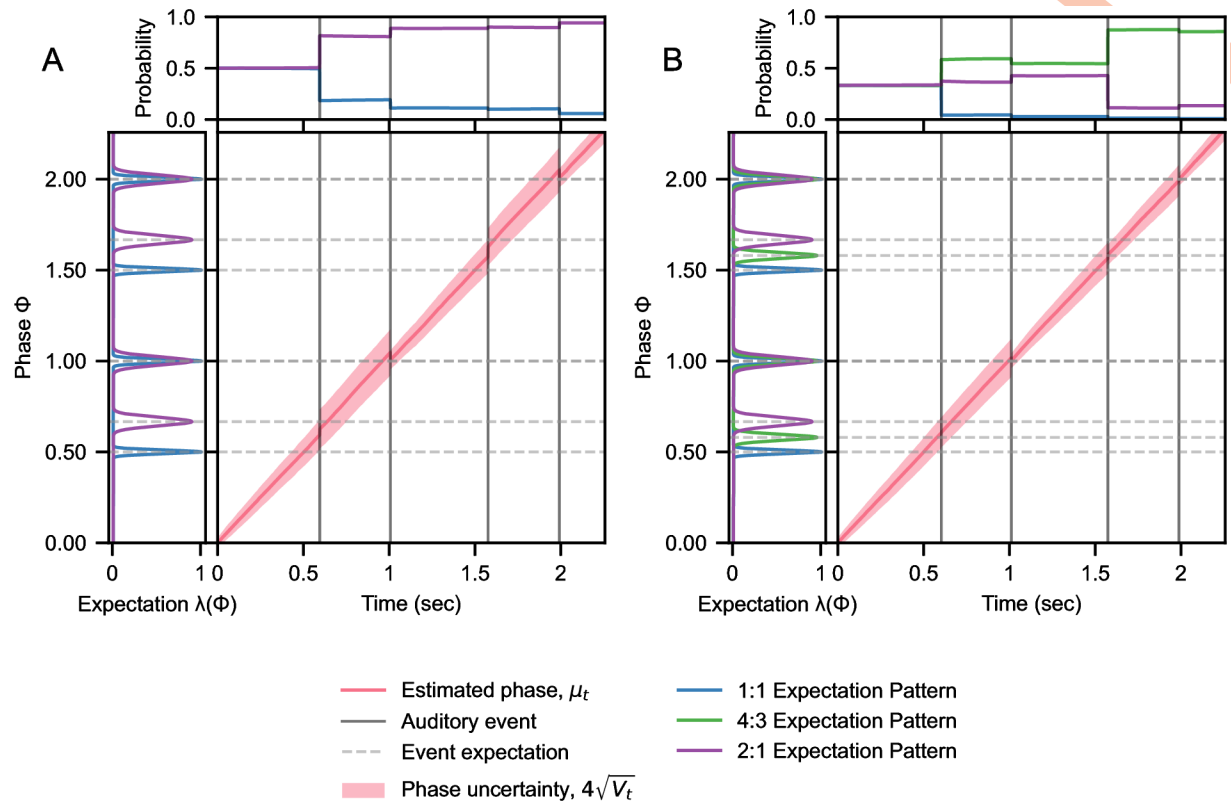 A
Probability
1.0
0.5
0.0
B
Probability
1.0
0.5
0.0
Phase Φ
2.00
1.50
1.00
0.50
0.00
0 1
0 0.5 1 1.5 2
Expectation λ(Φ)
Time (sec)
Phase Φ
2.00
1.50
1.00
0.50
0.00
0 1
0 0.5 1 1.5 2
Expectation λ(Φ)
Time (sec)
Estimated phase, μ_t
Auditory event
Event expectation
Phase uncertainty, 4√V_t
1:1 Expectation Pattern
4:3 Expectation Pattern
2:1 Expectation Pattern